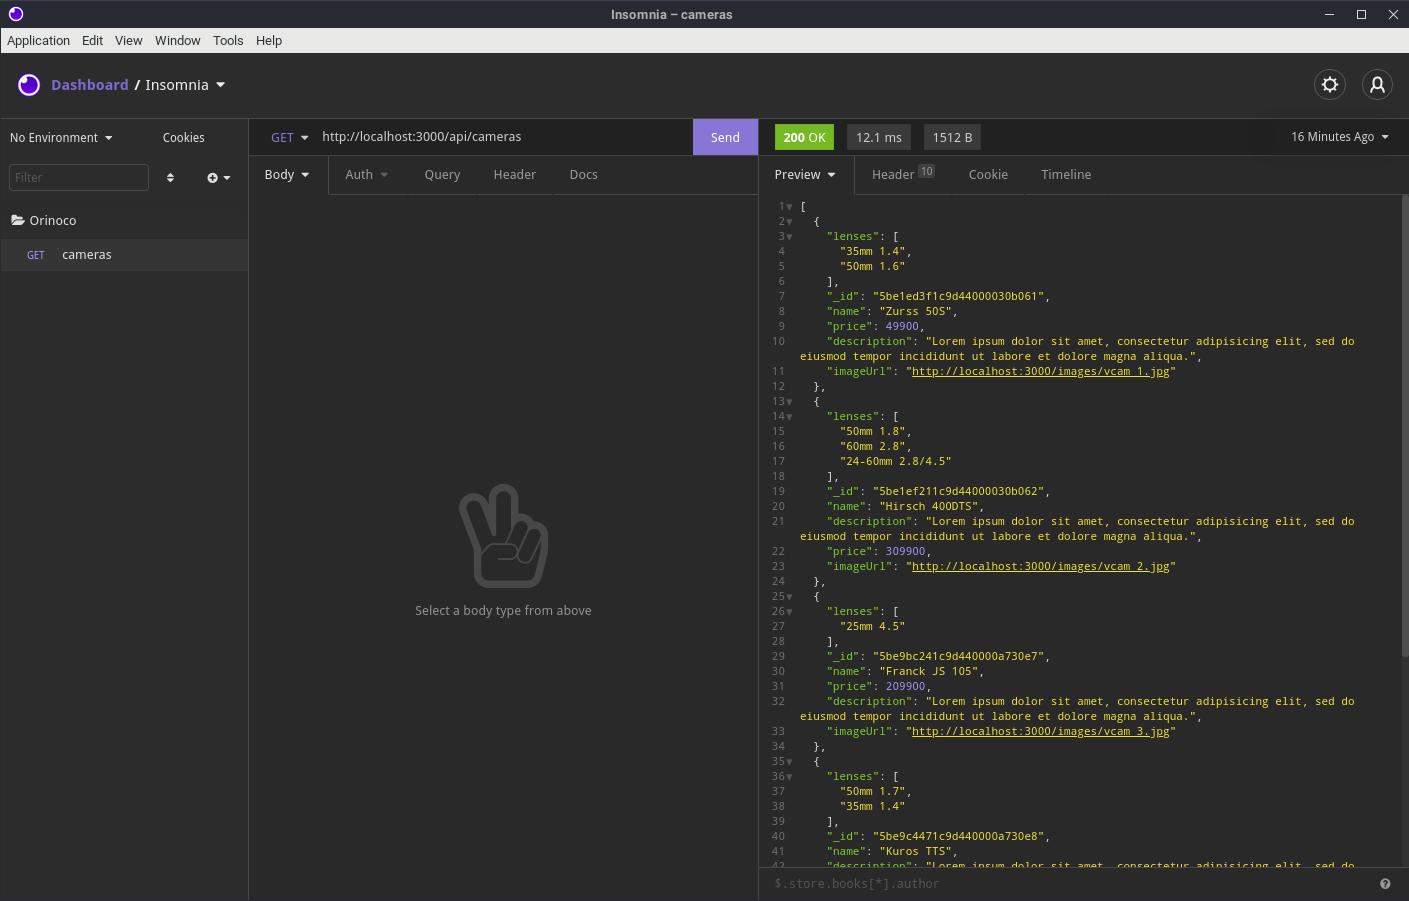 Insomnia – cameras
Application Edit View Window Tools Help
Dashboard / Insomnia
No Environment Cookies
Filter
Orinoco
GET cameras
GET http://localhost:3000/api/cameras Send
Body Auth Query Header Docs
Select a body type from above
200 OK 12.1 ms 1512 B 16 Minutes Ago
Preview Header 10 Cookie Timeline
1 [
2 {
3 "lenses": [
4 "35mm 1.4",
5 "50mm 1.6"
6 ],
7 "_id": "5be1ed3f1c9d44000030b061",
8 "name": "Zurss 50S",
9 "price": 49900,
10 "description": "Lorem ipsum dolor sit amet, consectetur adipisicing elit, sed do
eiusmod tempor incididunt ut labore et dolore magna aliqua.",
11 "imageUrl": "http://localhost:3000/images/vcam_1.jpg"
12 },
13 {
14 "lenses": [
15 "50mm 1.8",
16 "60mm 2.8",
17 "24-60mm 2.8/4.5"
18 ],
19 "_id": "5be1ef211c9d44000030b062",
20 "name": "Hirsch 400DTS",
21 "description": "Lorem ipsum dolor sit amet, consectetur adipisicing elit, sed do
eiusmod tempor incididunt ut labore et dolore magna aliqua.",
22 "price": 309900,
23 "imageUrl": "http://localhost:3000/images/vcam_2.jpg"
24 },
25 {
26 "lenses": [
27 "25mm 4.5"
28 ],
29 "_id": "5be9bc241c9d440000a730e7",
30 "name": "Franck JS 105",
31 "price": 209900,
32 "description": "Lorem ipsum dolor sit amet, consectetur adipisicing elit, sed do
eiusmod tempor incididunt ut labore et dolore magna aliqua.",
33 "imageUrl": "http://localhost:3000/images/vcam_3.jpg"
34 },
35 {
36 "lenses": [
37 "50mm 1.7",
38 "35mm 1.4"
39 ],
40 "_id": "5be9c4471c9d440000a730e8",
41 "name": "Kuros TTS",
42 "description": "Lorem ipsum dolor sit amet, consectetur adipisicing elit, sed do
$.store.books[*].author